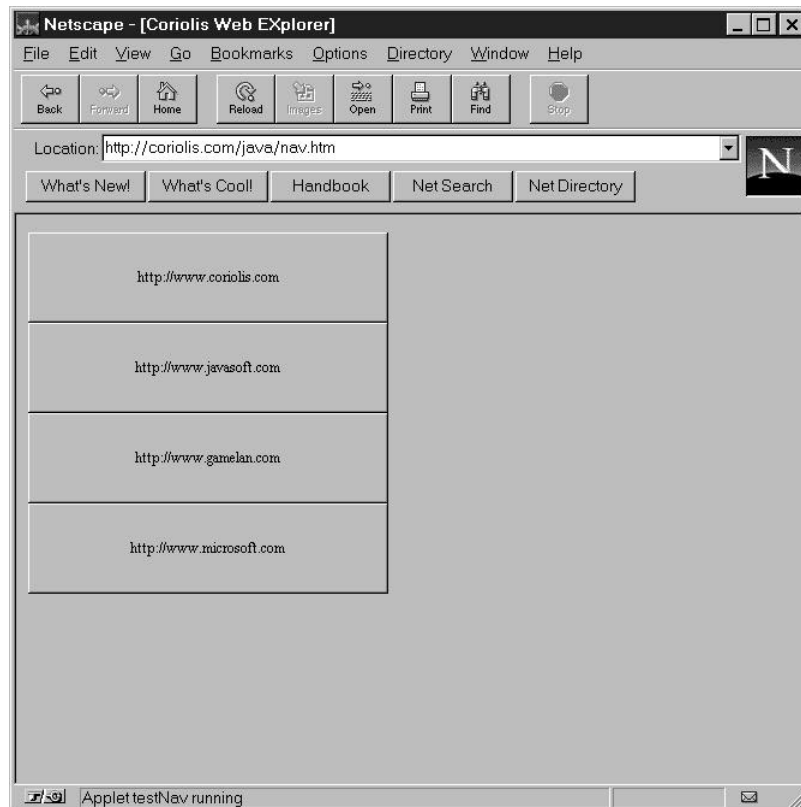 Netscape - [Coriolis Web EXplorer]
File Edit View Go Bookmarks Options Directory Window Help
Back Forward Home Reload Images Open Print Find Stop
Location: http://coriolis.com/java/nav.htm
N
What's New! What's Cool! Handbook Net Search Net Directory
http://www.coriolis.com
http://www.javasoft.com
http://www.gamelan.com
http://www.microsoft.com
Applet testNav running